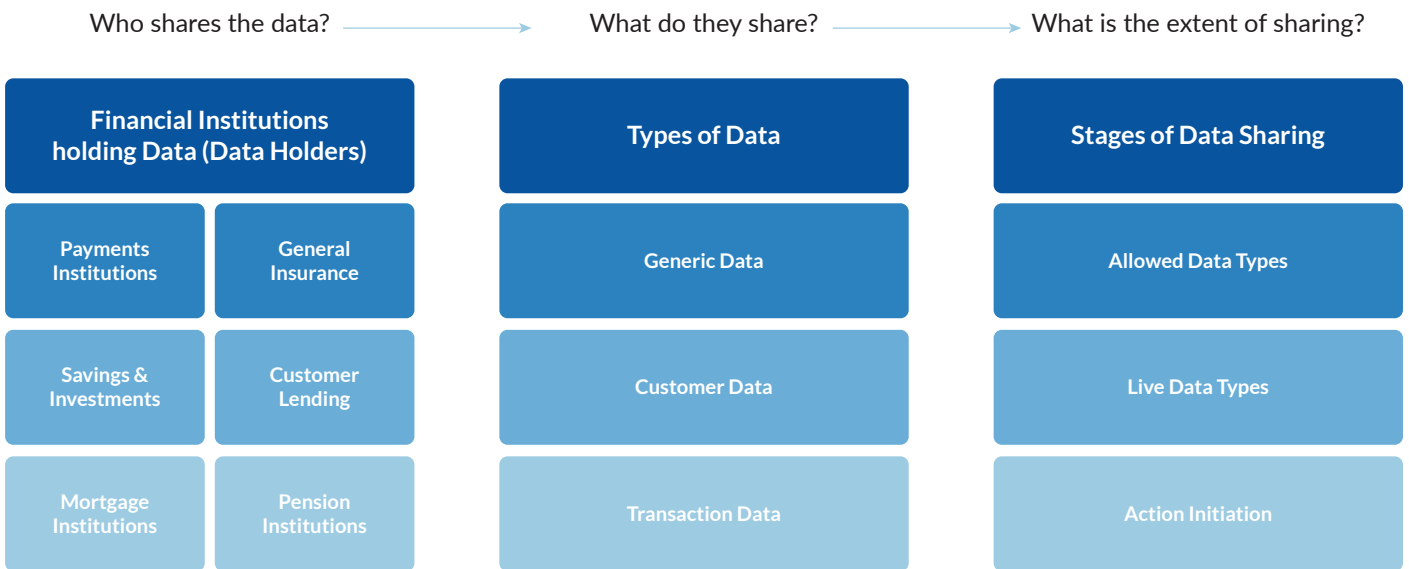 Who shares the data?
What do they share?
What is the extent of sharing?
Financial Institutions
holding Data (Data Holders)
Types of Data
Stages of Data Sharing
Payments
Institutions
General
Insurance
Generic Data
Allowed Data Types
Savings &
Investments
Customer
Lending
Customer Data
Live Data Types
Mortgage
Institutions
Pension
Institutions
Transaction Data
Action Initiation